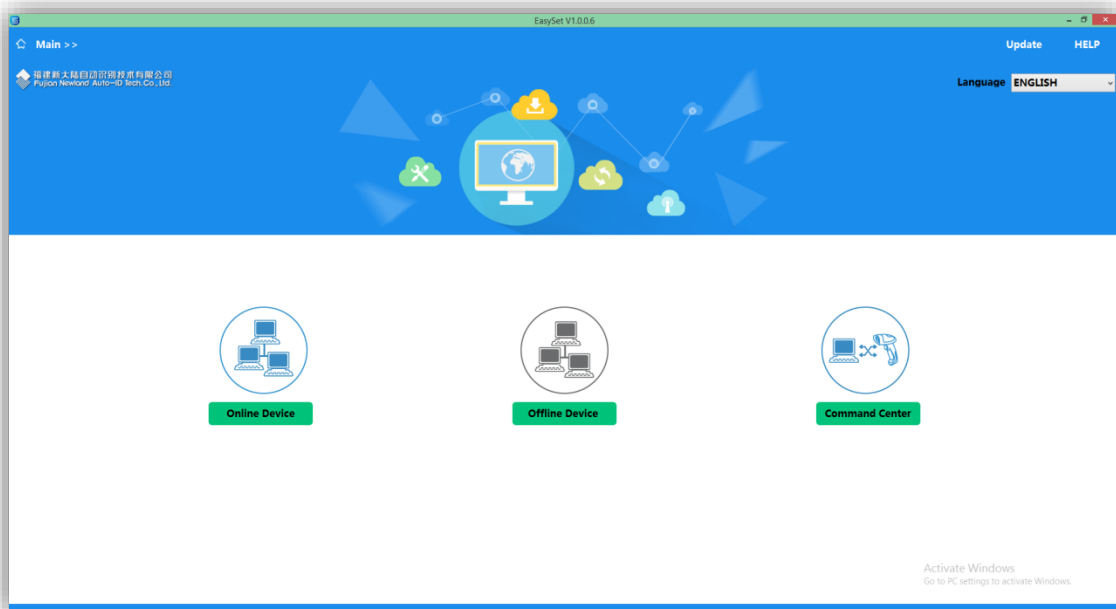 EasySet V1.0.0.6
Main >>
Update
HELP
福建新大陆自动识别技术有限公司
Fujian Newland Auto-ID Tech.Co.,Ltd.
Language
ENGLISH
Online Device
Offline Device
Command Center
Activate Windows
Go to PC settings to activate Windows.